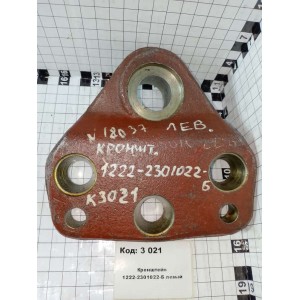 N 18037 ЛЕВ.
КРОНШТ.
1222-2301022-
Б
К3021
Код: 3 021
Кронштейн
1222-2301022-Б левый